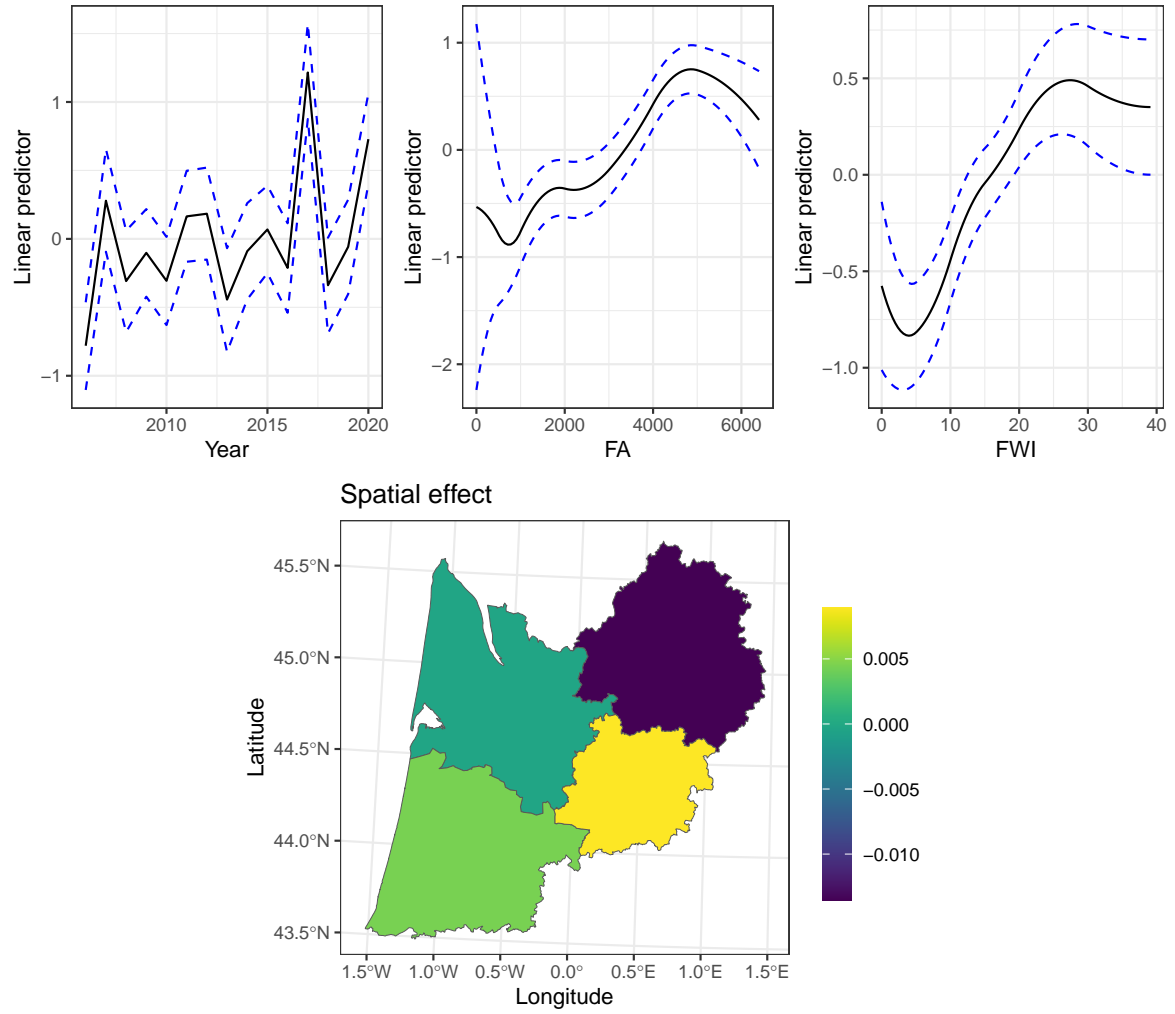 Linear predictor
1
0
−1
2010
2015
2020
Year
Linear predictor
1
0
−1
−2
0
2000
4000
6000
FA
Linear predictor
0.5
0.0
−0.5
−1.0
0
10
20
30
40
FWI
Spatial effect
Latitude
45.5°N
45.0°N
44.5°N
44.0°N
43.5°N
1.5°W
1.0°W
0.5°W
0.0°
0.5°E
1.0°E
1.5°E
Longitude
0.005
0.000
−0.005
−0.010